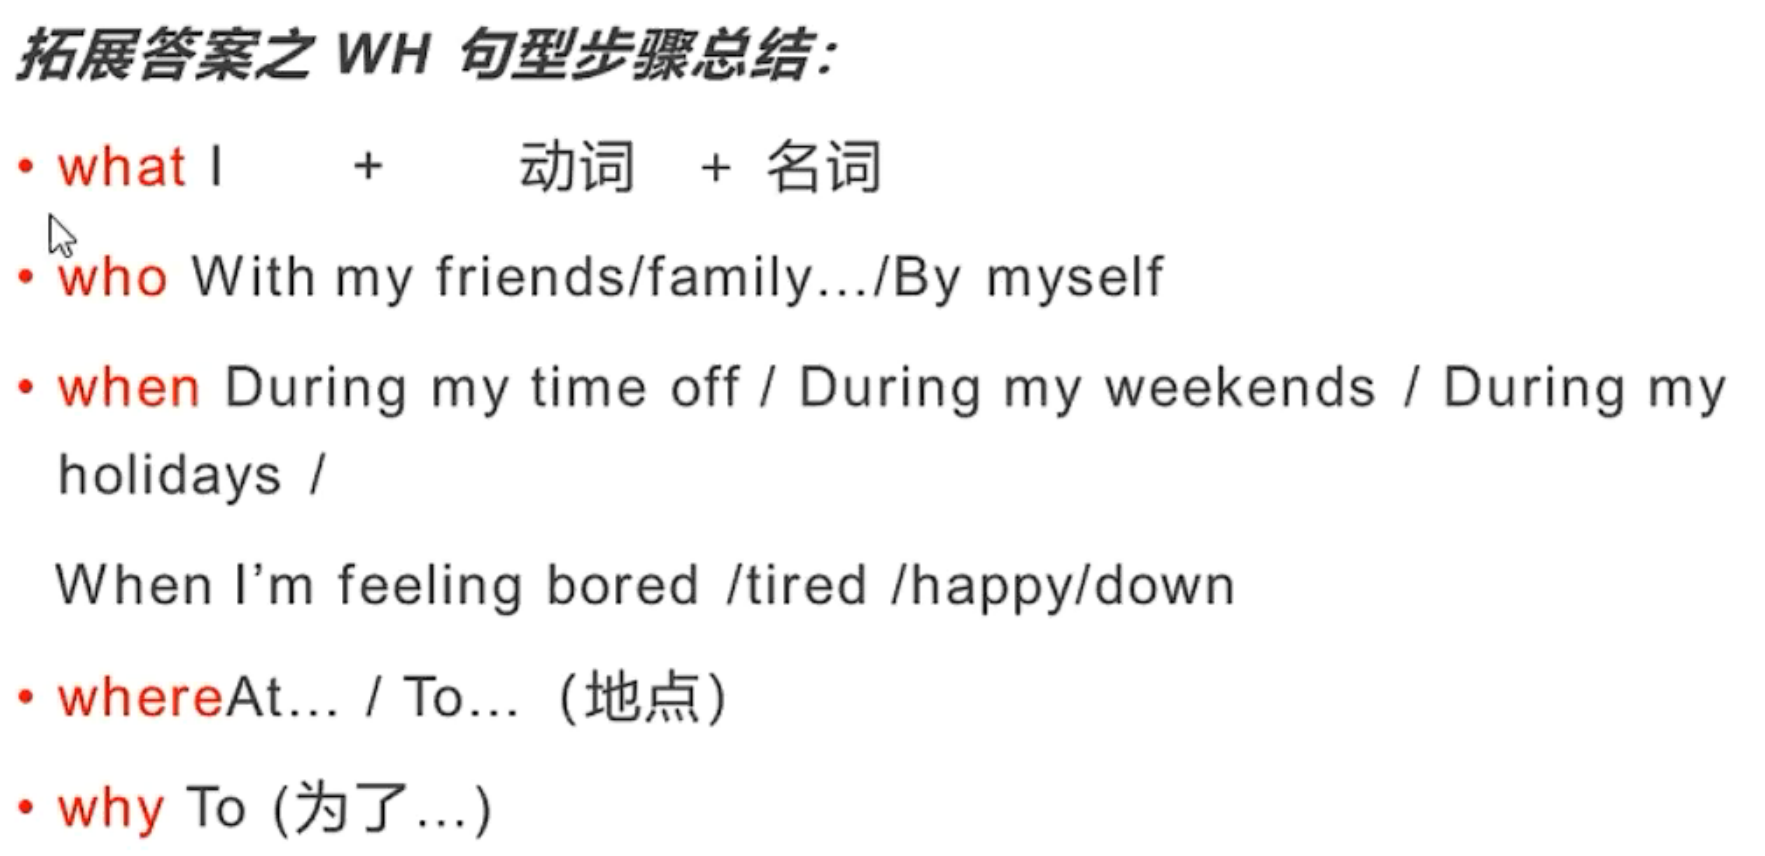 拓展答案之 WH 句型步骤总结：
• what I + 动词 + 名词
• who With my friends/family.../By myself
• when During my time off / During my weekends / During my
holidays /
When I’m feeling bored /tired /happy/down
• whereAt... / To... (地点)
• why To (为了...)